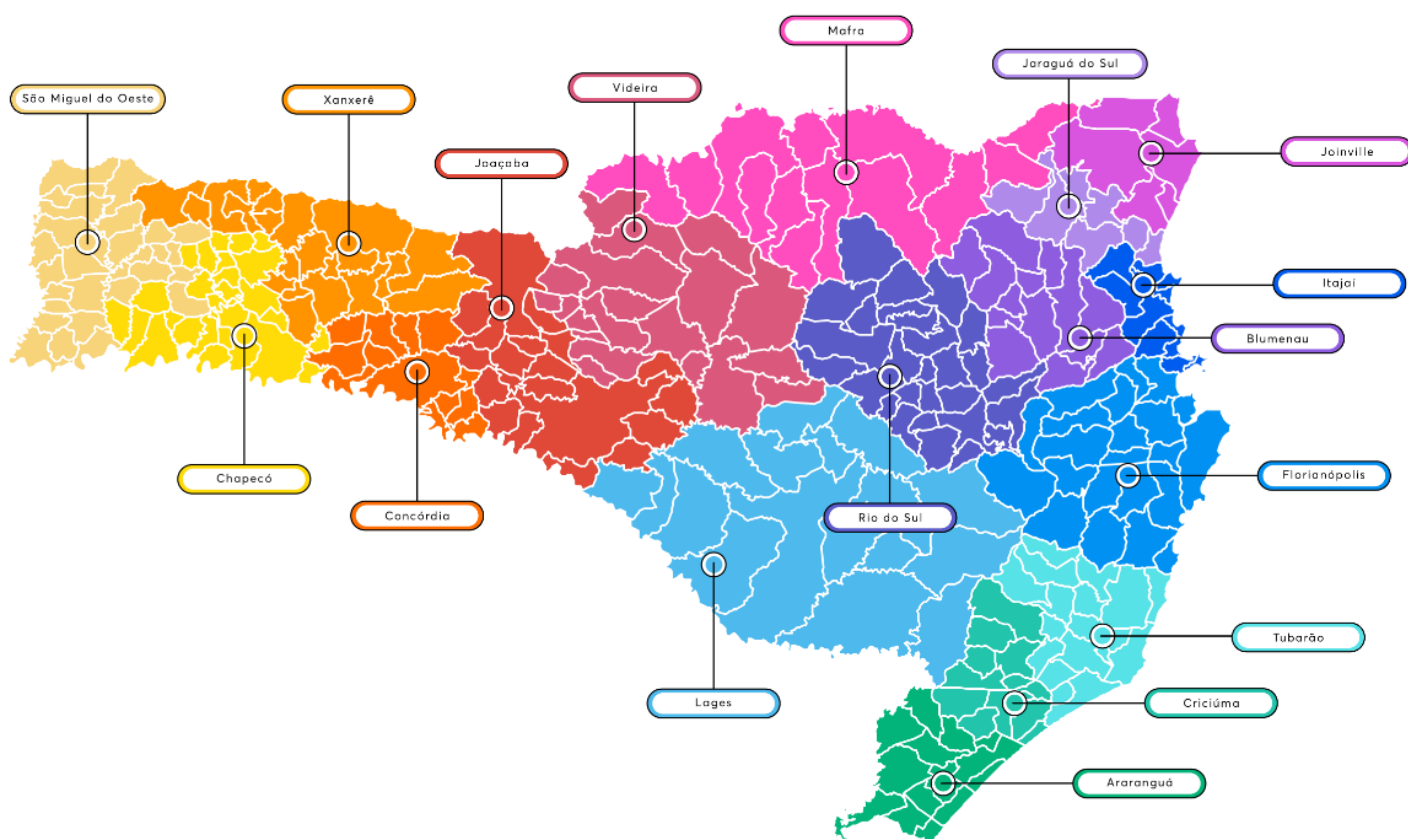 Mafra
Jaraguá do Sul
São Miguel do Oeste
Xanxerê
Videira
Joaçaba
Joinville
Itajaí
Blumenau
Chapecó
Concórdia
Rio do Sul
Florianópolis
Tubarão
Lages
Criciúma
Araranguá